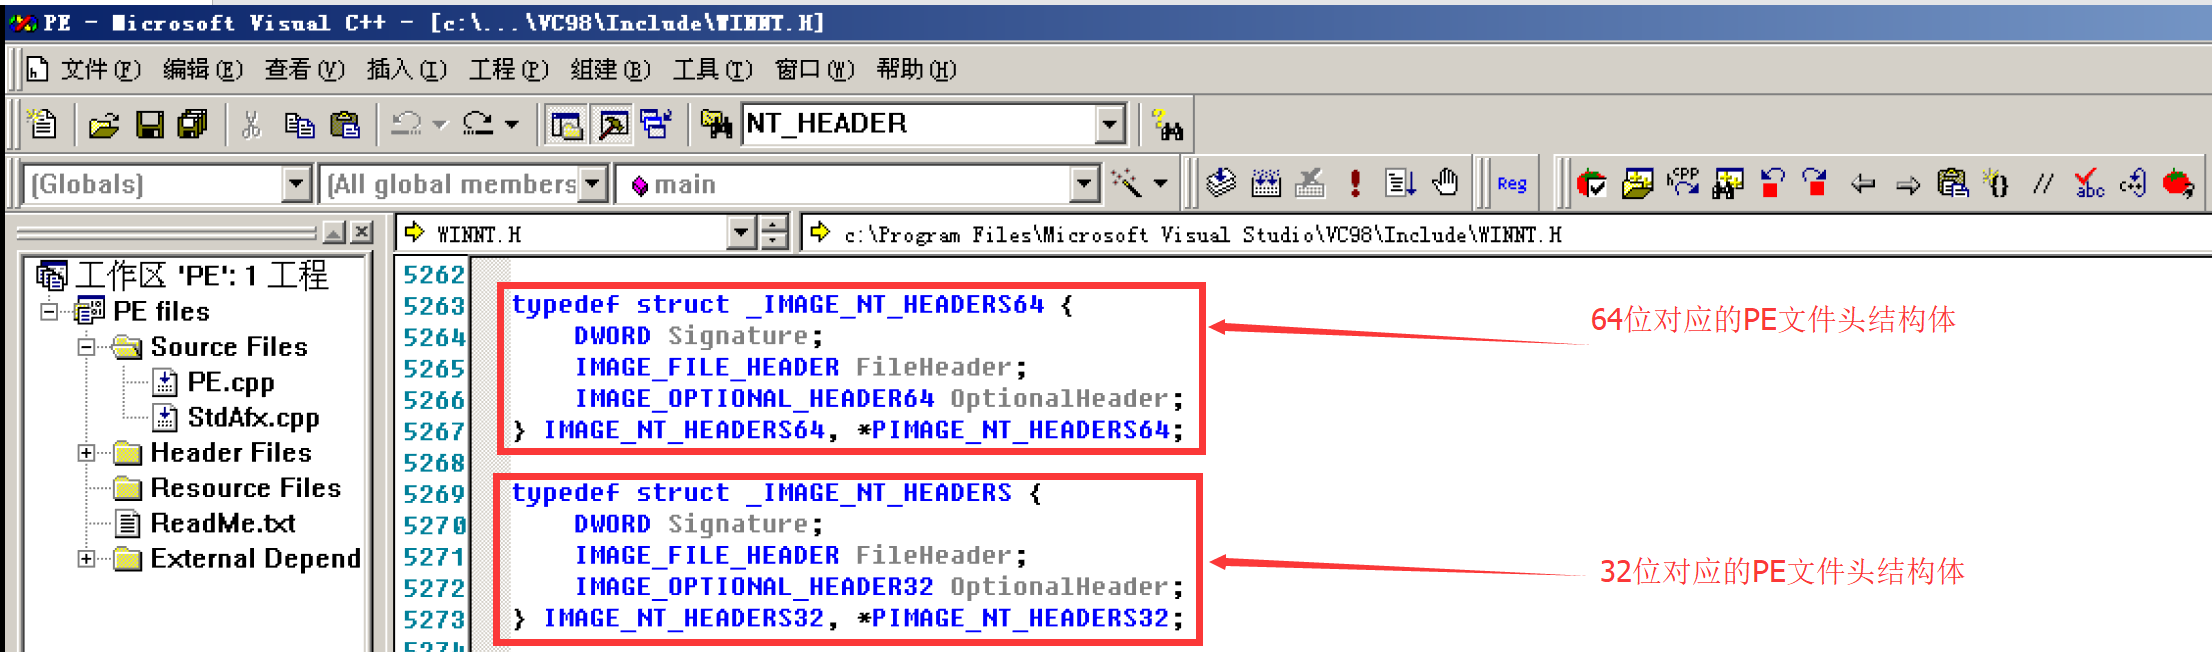 PE - Microsoft Visual C++ - [c:\...\VC98\Include\WINNT.H]
文件(F) 编辑(E) 查看(V) 插入(I) 工程(P) 组建(B) 工具(T) 窗口(W) 帮助(H)
NT_HEADER
(Globals) (All global members main Reg CPP // abc
WINNT.H c:\Program Files\Microsoft Visual Studio\VC98\Include\WINNT.H
工作区 'PE': 1 工程
PE files
Source Files
PE.cpp
StdAfx.cpp
Header Files
Resource Files
ReadMe.txt
External Depend
5262
5263 typedef struct _IMAGE_NT_HEADERS64 {
5264 DWORD Signature;
5265 IMAGE_FILE_HEADER FileHeader;
5266 IMAGE_OPTIONAL_HEADER64 OptionalHeader;
5267 } IMAGE_NT_HEADERS64, *PIMAGE_NT_HEADERS64;
5268
5269 typedef struct _IMAGE_NT_HEADERS {
5270 DWORD Signature;
5271 IMAGE_FILE_HEADER FileHeader;
5272 IMAGE_OPTIONAL_HEADER32 OptionalHeader;
5273 } IMAGE_NT_HEADERS32, *PIMAGE_NT_HEADERS32;
5274
64位对应的PE文件头结构体
32位对应的PE文件头结构体